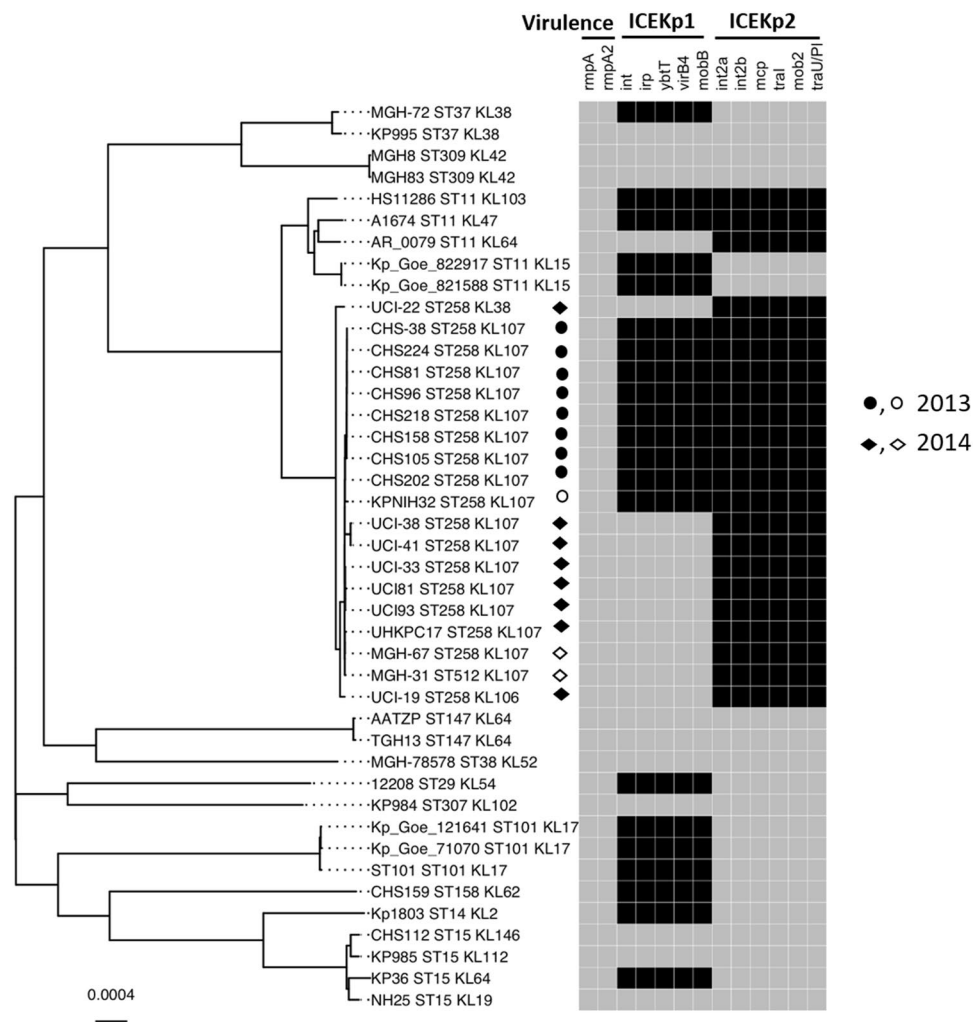 Virulence ICEKp1 ICEKp2
rmpA rmpA2 int irp ybtT virB4 mobB int2a int2b mcp traI mob2 traU/PI
MGH-72 ST37 KL38
KP995 ST37 KL38
MGH8 ST309 KL42
MGH83 ST309 KL42
HS11286 ST11 KL103
A1674 ST11 KL47
AR_0079 ST11 KL64
Kp_Goe_822917 ST11 KL15
Kp_Goe_821588 ST11 KL15
UCI-22 ST258 KL38
CHS-38 ST258 KL107
CHS224 ST258 KL107
CHS81 ST258 KL107
CHS96 ST258 KL107
CHS218 ST258 KL107
CHS158 ST258 KL107
CHS105 ST258 KL107
CHS202 ST258 KL107
KPNIH32 ST258 KL107
UCI-38 ST258 KL107
UCI-41 ST258 KL107
UCI-33 ST258 KL107
UCI81 ST258 KL107
UCI93 ST258 KL107
UHKPC17 ST258 KL107
MGH-67 ST258 KL107
MGH-31 ST512 KL107
UCI-19 ST258 KL106
AATZP ST147 KL64
TGH13 ST147 KL64
MGH-78578 ST38 KL52
12208 ST29 KL54
KP984 ST307 KL102
Kp_Goe_121641 ST101 KL17
Kp_Goe_71070 ST101 KL17
ST101 ST101 KL17
CHS159 ST158 KL62
Kp1803 ST14 KL2
CHS112 ST15 KL146
KP985 ST15 KL112
KP36 ST15 KL64
NH25 ST15 KL19
●, ○ 2013
◆, ◇ 2014
0.0004